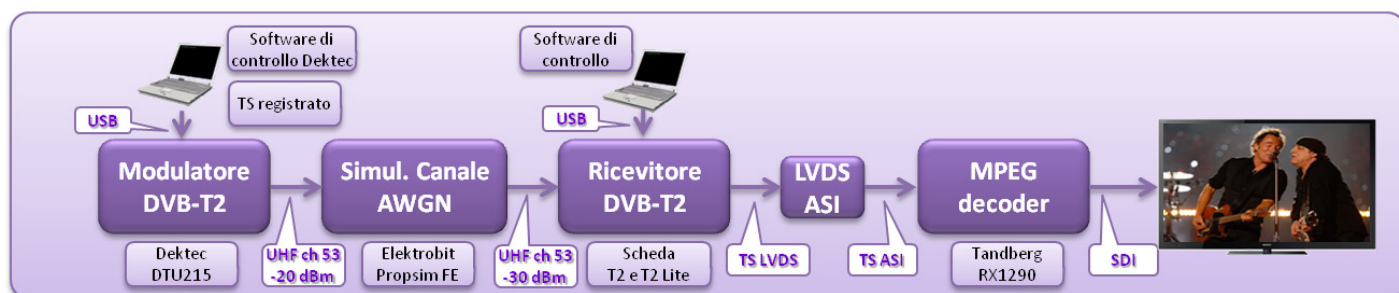 Software di
controllo Dektec
TS registrato
USB
Software di
controllo
USB
Modulatore
DVB-T2
Simul. Canale
AWGN
Ricevitore
DVB-T2
LVDS
ASI
MPEG
decoder
Dektec
DTU215
UHF ch 53
-20 dBm
Elektrobit
Propsim FE
UHF ch 53
-30 dBm
Scheda
T2 e T2 Lite
TS LVDS
TS ASI
Tandberg
RX1290
SDI